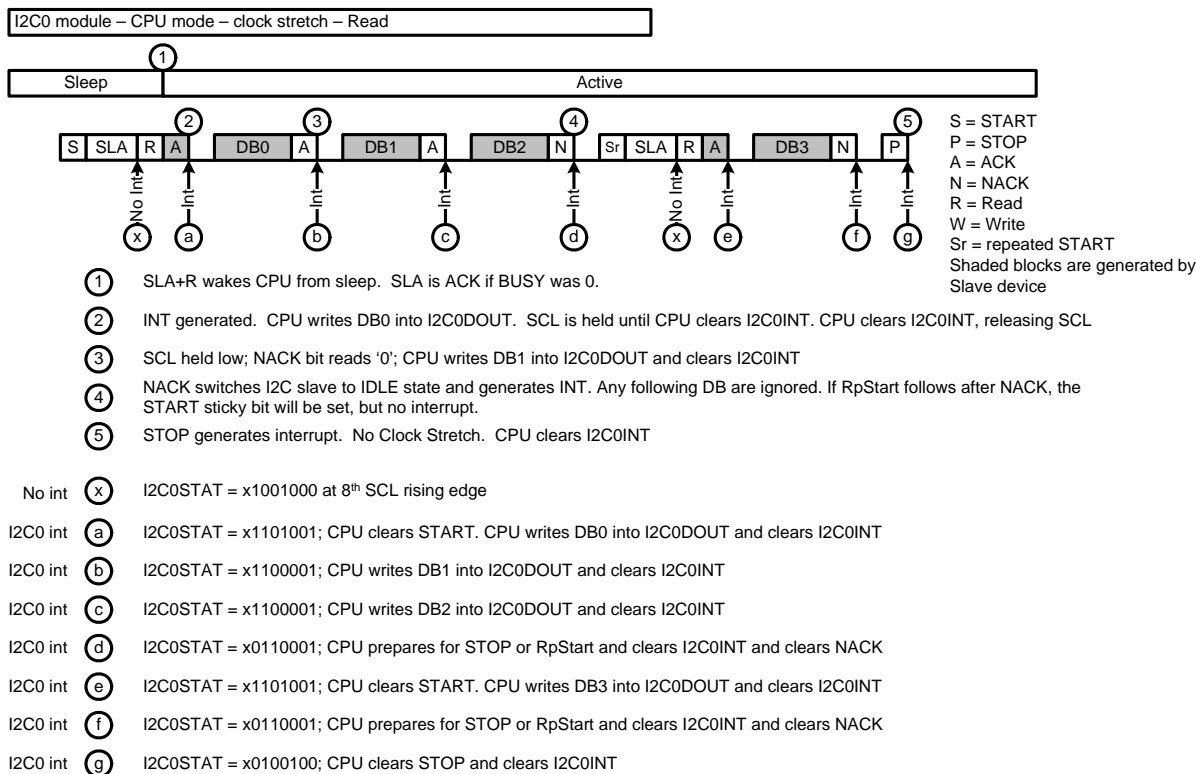 I2C0 module – CPU mode – clock stretch – Read
1
Sleep
Active
2
3
4
5
S SLA R A DB0 A DB1 A DB2 N Sr SLA R A DB3 N P
No Int
Int
Int
Int
Int
No Int
Int
Int
Int
x
a
b
c
d
x
e
f
g
S = START
P = STOP
A = ACK
N = NACK
R = Read
W = Write
Sr = repeated START
Shaded blocks are generated by
Slave device
1 SLA+R wakes CPU from sleep.  SLA is ACK if BUSY was 0.
2 INT generated.  CPU writes DB0 into I2C0DOUT.  SCL is held until CPU clears I2C0INT. CPU clears I2C0INT, releasing SCL
3 SCL held low; NACK bit reads ‘0’; CPU writes DB1 into I2C0DOUT and clears I2C0INT
4 NACK switches I2C slave to IDLE state and generates INT. Any following DB are ignored. If RpStart follows after NACK, the
START sticky bit will be set, but no interrupt.
5 STOP generates interrupt.  No Clock Stretch.  CPU clears I2C0INT
No int x I2C0STAT = x1001000 at 8th SCL rising edge
I2C0 int a I2C0STAT = x1101001; CPU clears START. CPU writes DB0 into I2C0DOUT and clears I2C0INT
I2C0 int b I2C0STAT = x1100001; CPU writes DB1 into I2C0DOUT and clears I2C0INT
I2C0 int c I2C0STAT = x1100001; CPU writes DB2 into I2C0DOUT and clears I2C0INT
I2C0 int d I2C0STAT = x0110001; CPU prepares for STOP or RpStart and clears I2C0INT and clears NACK
I2C0 int e I2C0STAT = x1101001; CPU clears START. CPU writes DB3 into I2C0DOUT and clears I2C0INT
I2C0 int f I2C0STAT = x0110001; CPU prepares for STOP or RpStart and clears I2C0INT and clears NACK
I2C0 int g I2C0STAT = x0100100; CPU clears STOP and clears I2C0INT